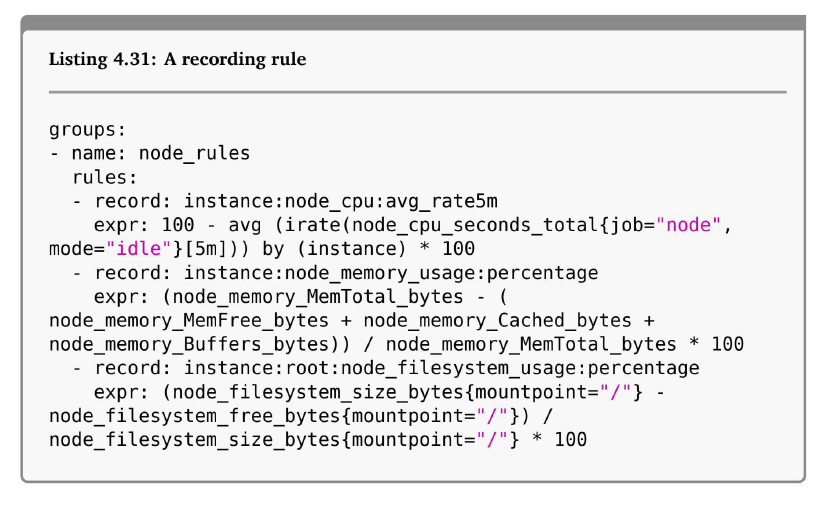 Listing 4.31: A recording rule
groups:
- name: node_rules
  rules:
  - record: instance:node_cpu:avg_rate5m
    expr: 100 - avg (irate(node_cpu_seconds_total{job="node",
mode="idle"}[5m])) by (instance) * 100
  - record: instance:node_memory_usage:percentage
    expr: (node_memory_MemTotal_bytes - (
node_memory_MemFree_bytes + node_memory_Cached_bytes +
node_memory_Buffers_bytes)) / node_memory_MemTotal_bytes * 100
  - record: instance:root:node_filesystem_usage:percentage
    expr: (node_filesystem_size_bytes{mountpoint="/"} -
node_filesystem_free_bytes{mountpoint="/"}) /
node_filesystem_size_bytes{mountpoint="/"} * 100